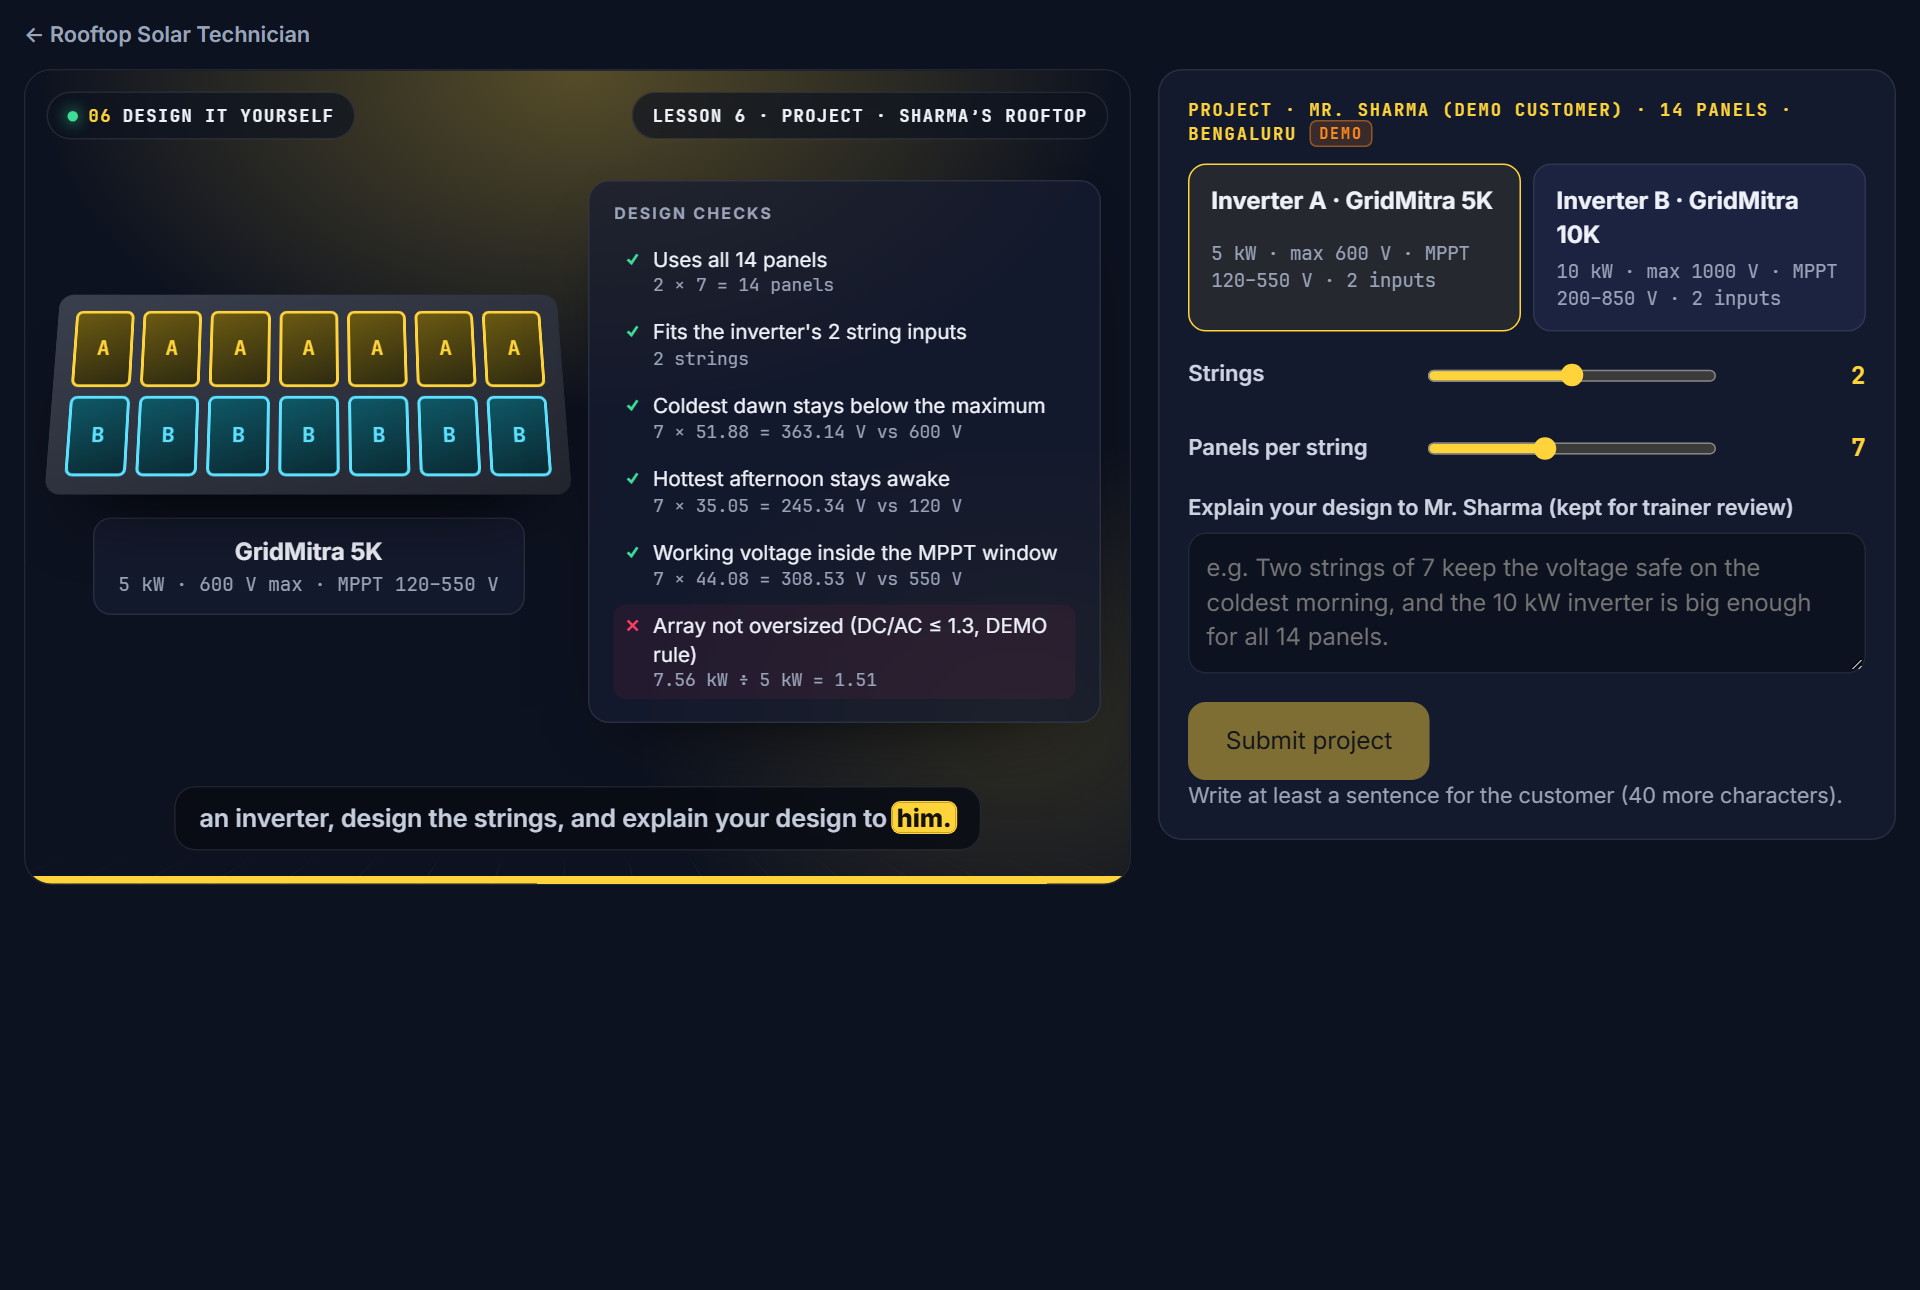 ← Rooftop Solar Technician
06 DESIGN IT YOURSELF
LESSON 6 · PROJECT · SHARMA'S ROOFTOP
A A A A A A A
B B B B B B B
GridMitra 5K
5 kW · 600 V max · MPPT 120–550 V
DESIGN CHECKS
✓ Uses all 14 panels
2 × 7 = 14 panels
✓ Fits the inverter's 2 string inputs
2 strings
✓ Coldest dawn stays below the maximum
7 × 51.88 = 363.14 V vs 600 V
✓ Hottest afternoon stays awake
7 × 35.05 = 245.34 V vs 120 V
✓ Working voltage inside the MPPT window
7 × 44.08 = 308.53 V vs 550 V
× Array not oversized (DC/AC ≤ 1.3, DEMO
rule)
7.56 kW ÷ 5 kW = 1.51
an inverter, design the strings, and explain your design to him.
PROJECT · MR. SHARMA (DEMO CUSTOMER) · 14 PANELS ·
BENGALURU DEMO
Inverter A · GridMitra 5K
5 kW · max 600 V · MPPT
120–550 V · 2 inputs
Inverter B · GridMitra
10K
10 kW · max 1000 V · MPPT
200–850 V · 2 inputs
Strings 2
Panels per string 7
Explain your design to Mr. Sharma (kept for trainer review)
e.g. Two strings of 7 keep the voltage safe on the
coldest morning, and the 10 kW inverter is big enough
for all 14 panels.
Submit project
Write at least a sentence for the customer (40 more characters).